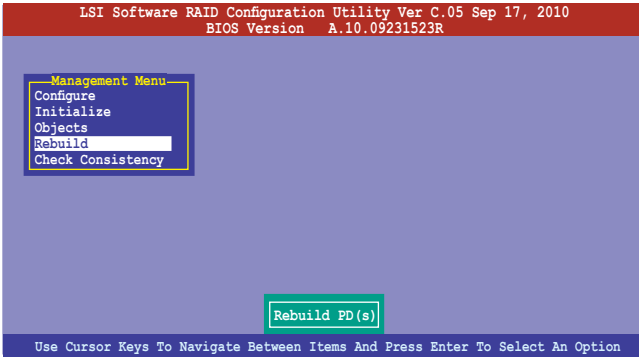 LSI Software RAID Configuration Utility Ver C.05 Sep 17, 2010
BIOS Version A.10.09231523R
Management Menu
Configure
Initialize
Objects
Rebuild
Check Consistency
Rebuild PD(s)
Use Cursor Keys To Navigate Between Items And Press Enter To Select An Option